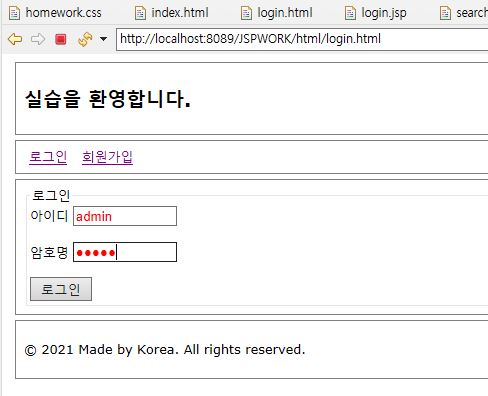 homework.css index.html login.html login.jsp search
http://localhost:8089/JSPWORK/html/login.html
실습을 환영합니다.
로그인 회원가입
로그인
아이디 admin
암호명 ●●●●●
로그인
© 2021 Made by Korea. All rights reserved.